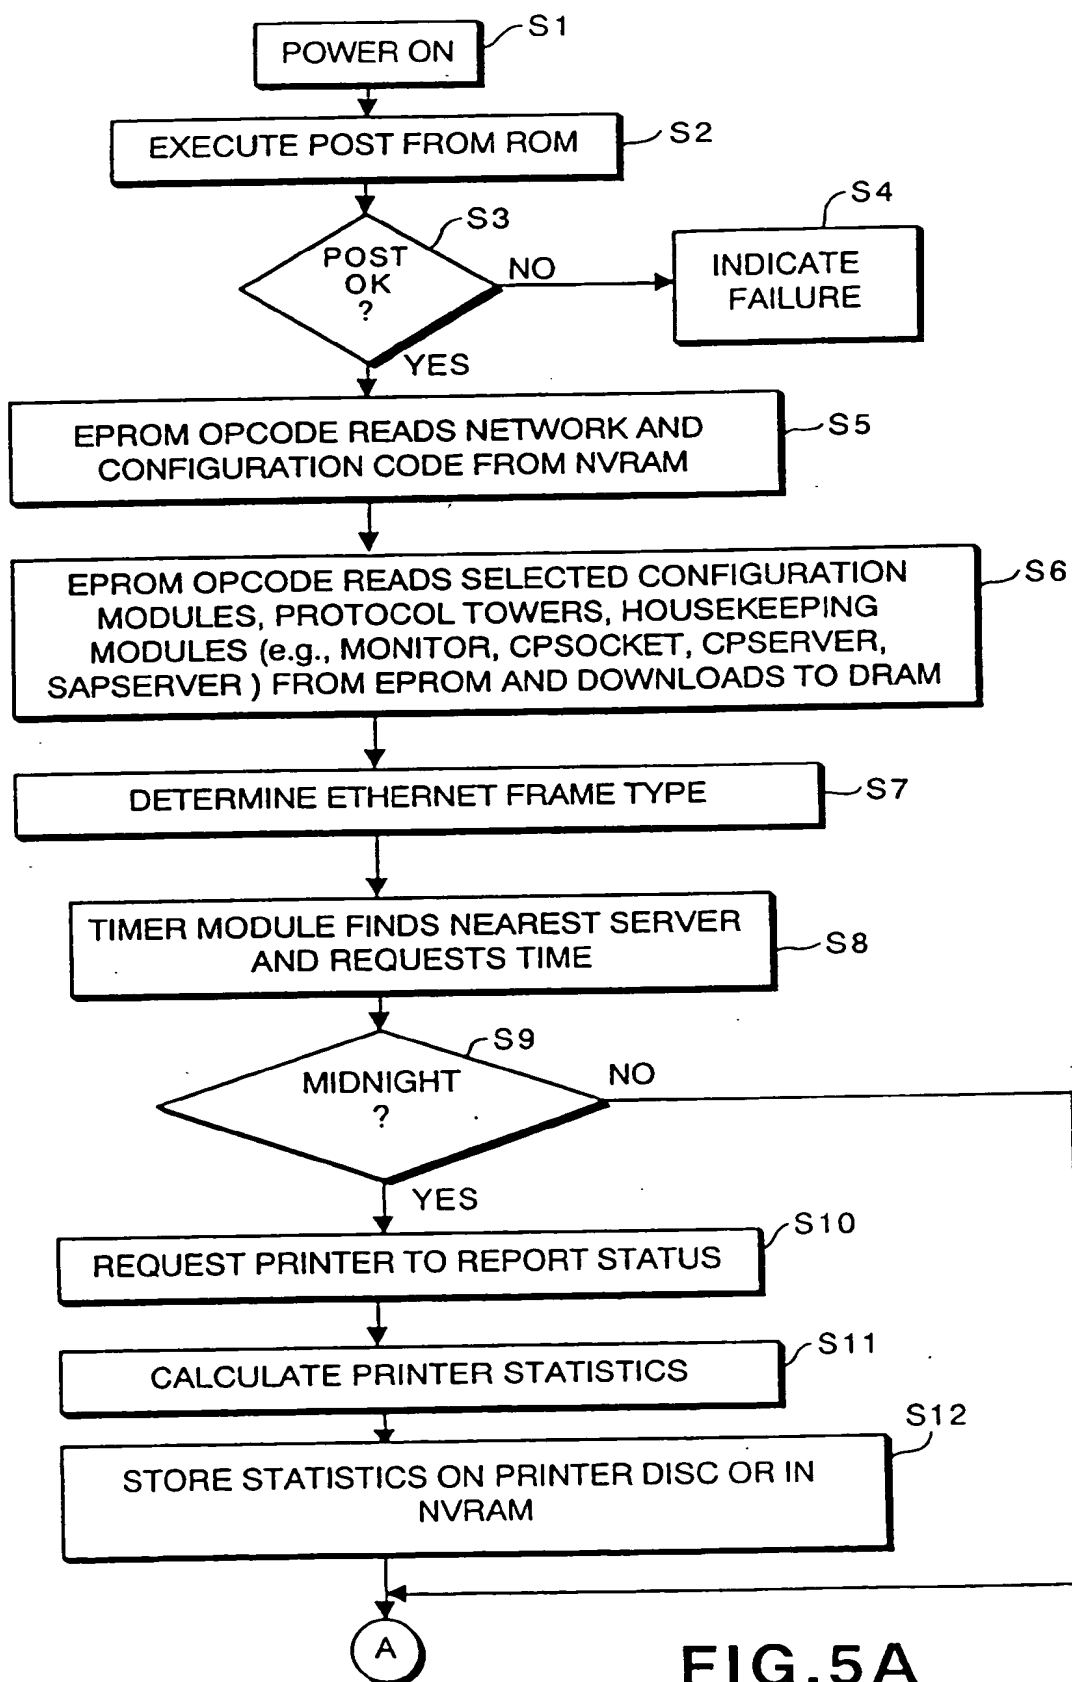 S1
POWER ON
S2
EXECUTE POST FROM ROM
S3
POST
OK
?
NO
S4
INDICATE
FAILURE
YES
S5
EPROM OPCODE READS NETWORK AND
CONFIGURATION CODE FROM NVRAM
S6
EPROM OPCODE READS SELECTED CONFIGURATION
MODULES, PROTOCOL TOWERS, HOUSEKEEPING
MODULES (e.g., MONITOR, CPSOCKET, CPSERVER,
SAPSERVER ) FROM EPROM AND DOWNLOADS TO DRAM
S7
DETERMINE ETHERNET FRAME TYPE
TIMER MODULE FINDS NEAREST SERVER
AND REQUESTS TIME
S8
S9
MIDNIGHT
?
NO
YES
S10
REQUEST PRINTER TO REPORT STATUS
S11
CALCULATE PRINTER STATISTICS
S12
STORE STATISTICS ON PRINTER DISC OR IN
NVRAM
A
FIG.5A